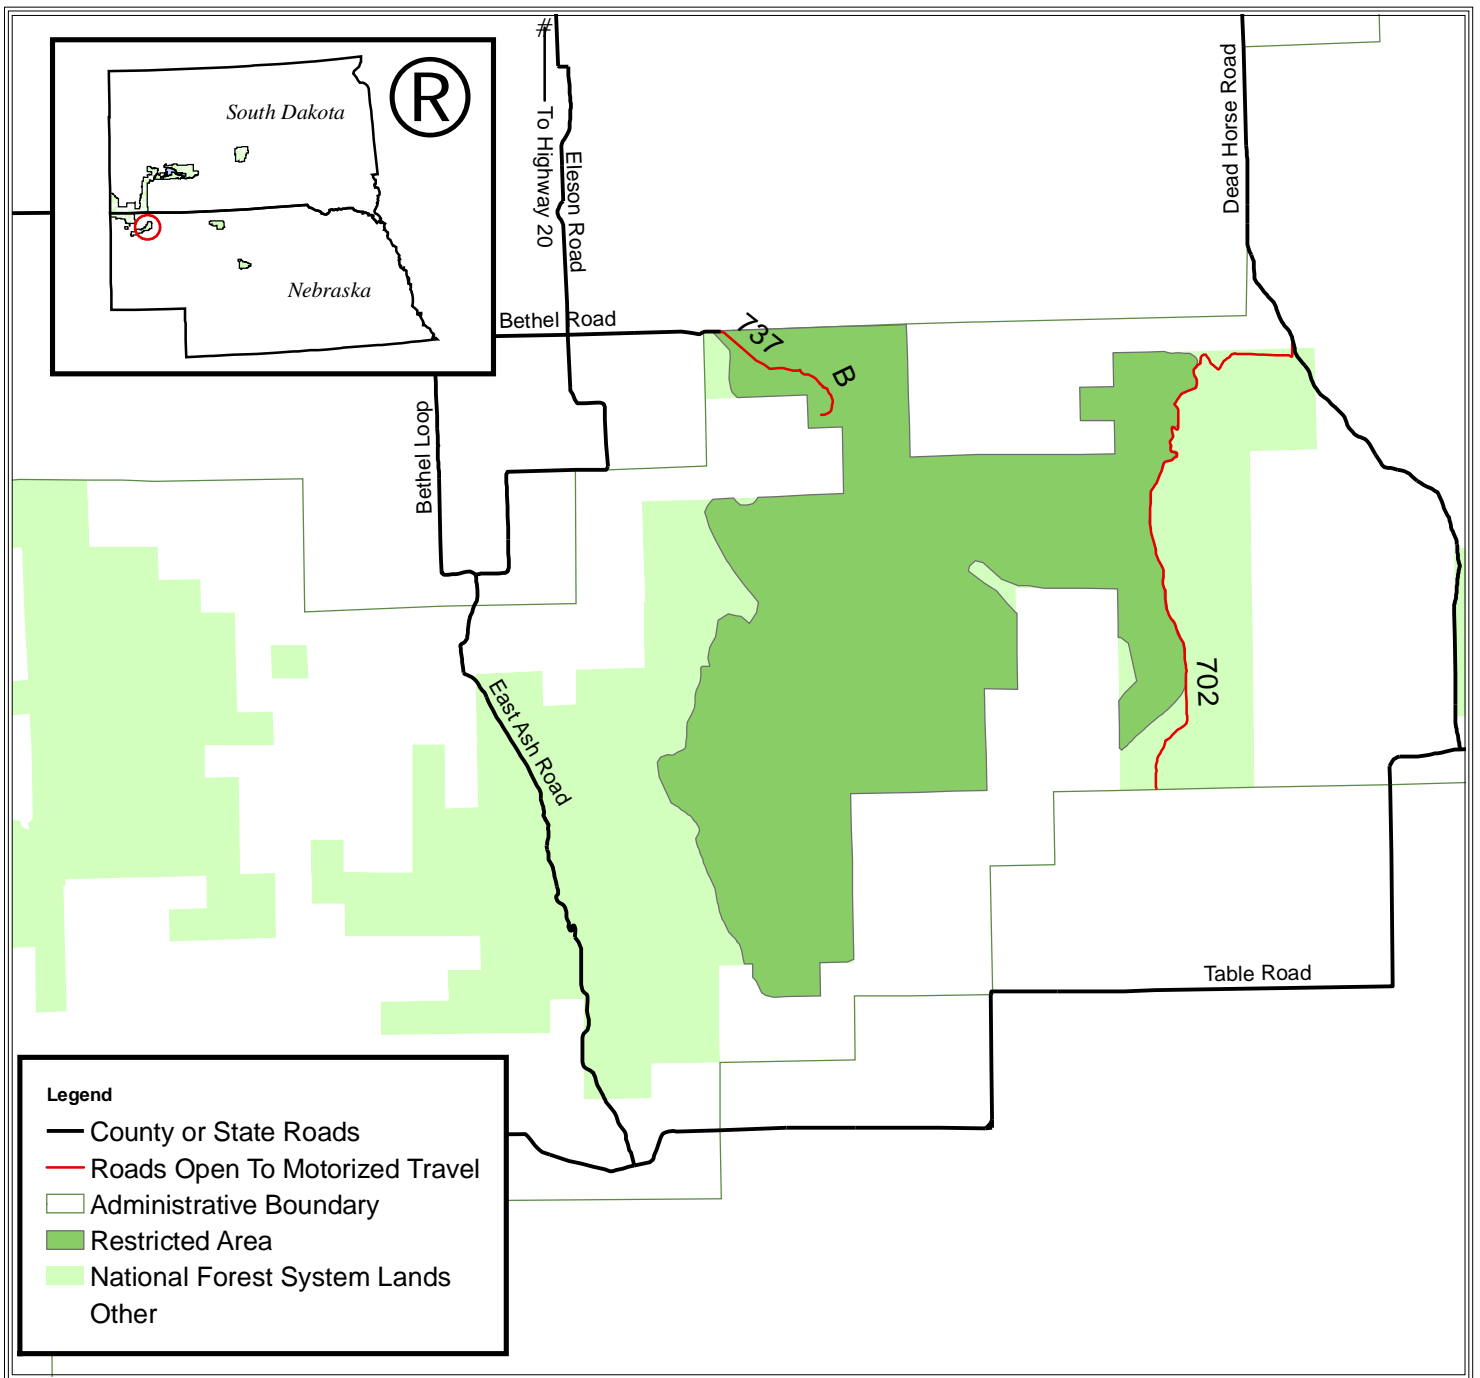 #
To Highway 20
Eleson Road
Dead Horse Road
South Dakota
®
Nebraska
Bethel Road
737
B
Bethel Loop
702
East Ash Road
Table Road
Legend
County or State Roads
Roads Open To Motorized Travel
Administrative Boundary
Restricted Area
National Forest System Lands
Other